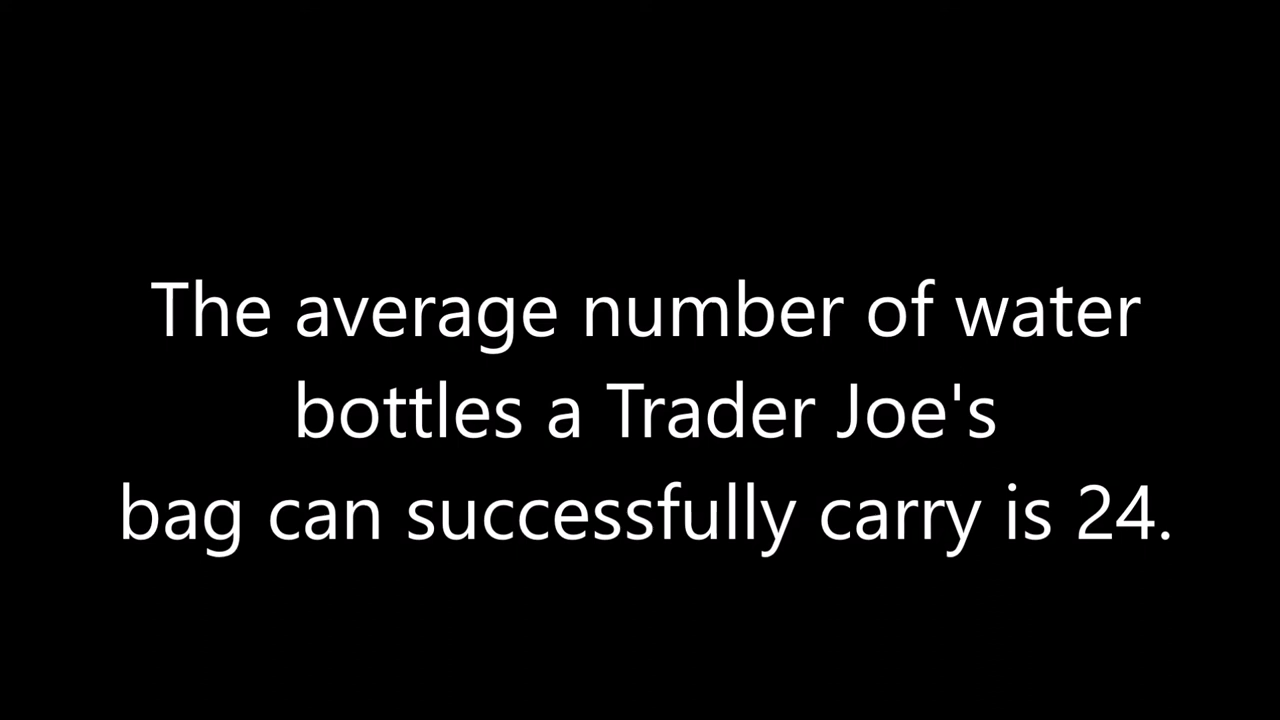 The average number of water
bottles a Trader Joe's
bag can successfully carry is 24.